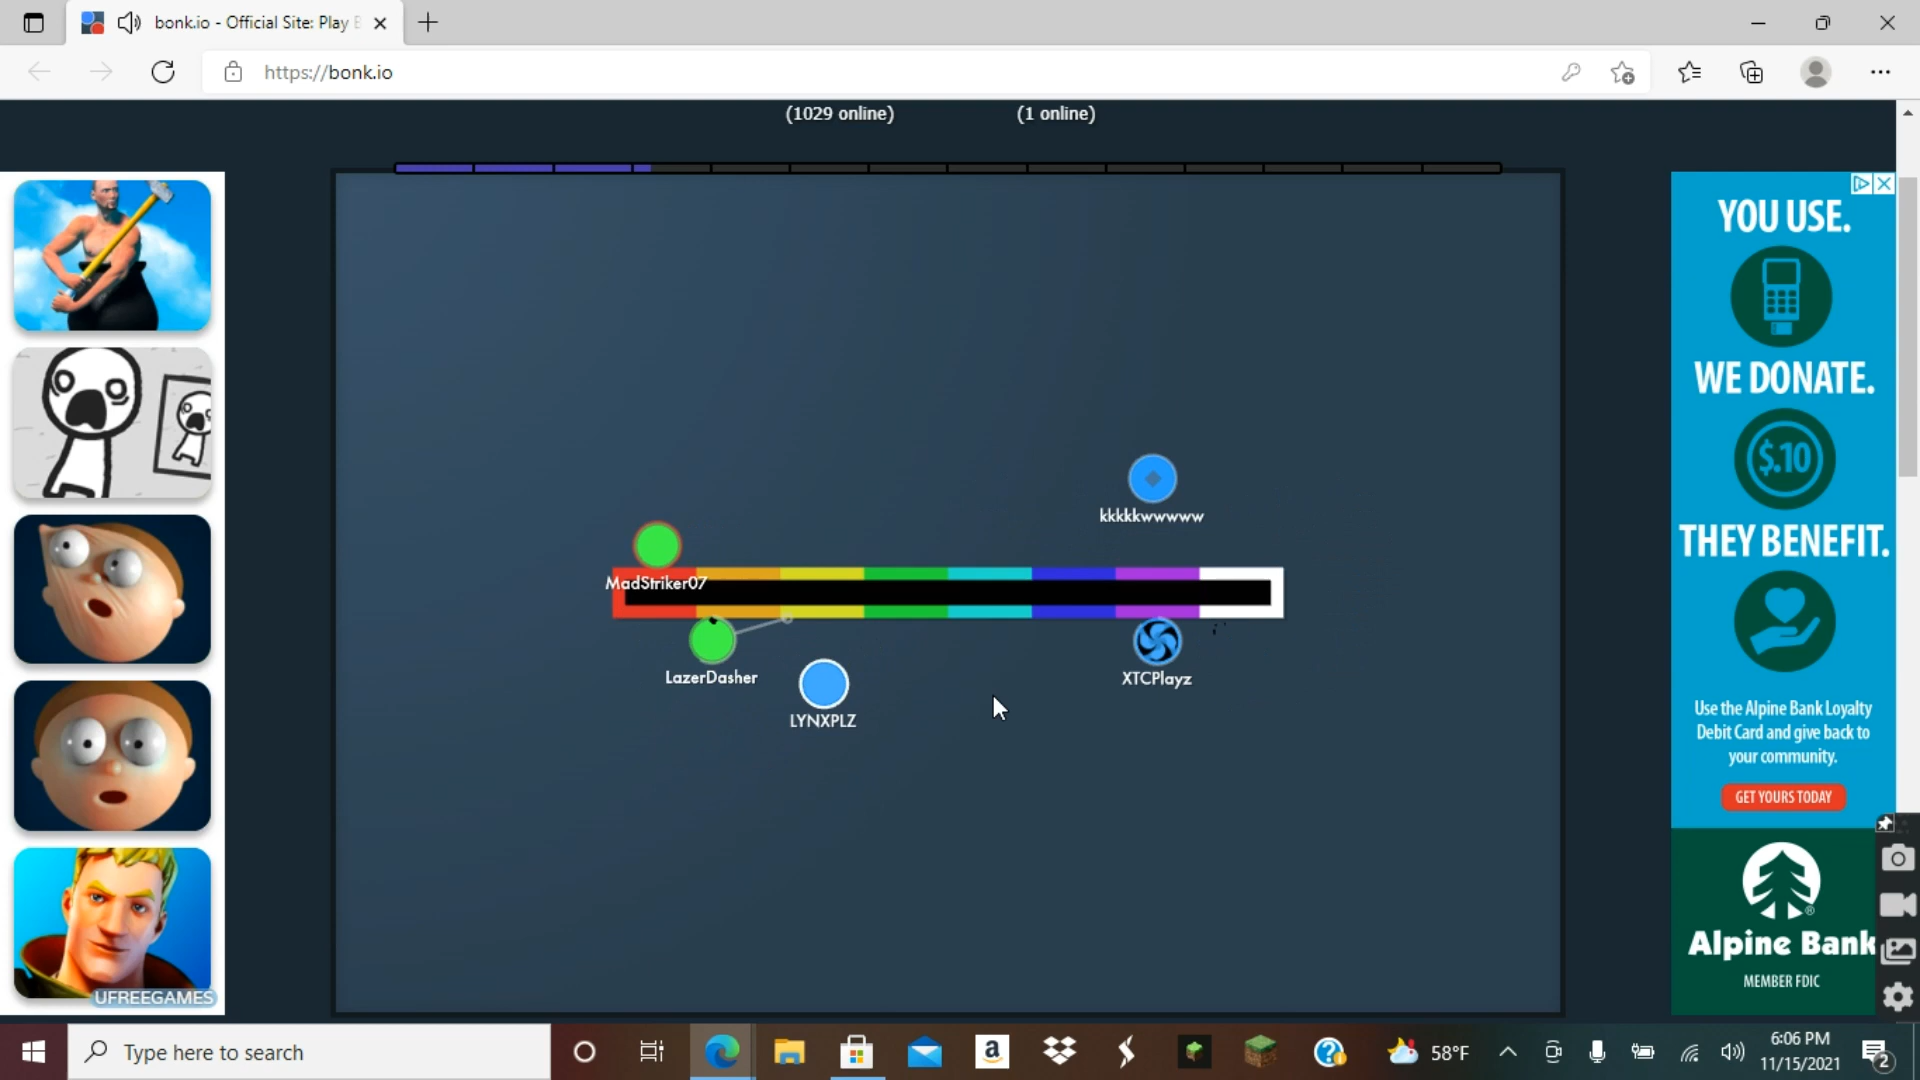 bonk.io - Official Site: Play B
https://bonk.io
(1029 online)
(1 online)
kkkkkwwwww
MadStriker07
LazerDasher
LYNXPLZ
XTCPlayz
UFREEGAMES
YOU USE.
$.10
WE DONATE.
THEY BENEFIT.
Use the Alpine Bank Loyalty
Debit Card and give back to
your community.
GET YOURS TODAY
Alpine Bank
MEMBER FDIC
Type here to search
a
58°F
6:06 PM
11/15/2021
2